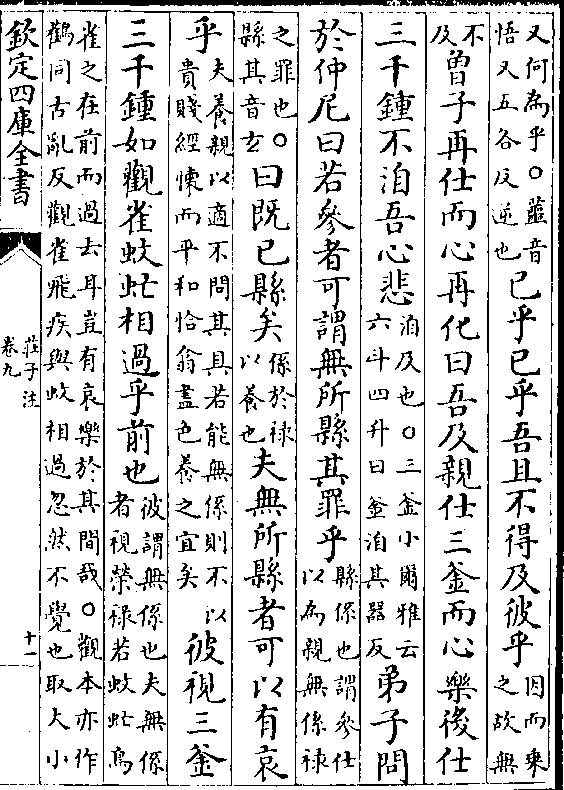 又何為乎○蘁音
悟又五各反逆也
已乎已乎吾且不得及彼乎
因而乗
之故無
不
及
曾子再仕而心再化曰吾及親仕三釜而心樂後仕
三千鍾不洎吾心悲
洎及也○三釜小爾雅云
六斗四升曰釜洎其器反
弟子問
於仲尼曰若參者可謂無所縣其罪乎
縣係也謂參仕
以為親無係禄
之罪也○
縣其音玄
曰既已縣矣
係於禄
以養也
夫無所縣者可以有哀
乎
夫養親以適不問其具若能無係則不以
貴賤經懐而平和怡翁盡色養之宜矣
彼視三釜
三千鍾如觀雀蚊䖟相過乎前也
彼謂無係也夫無係
者視榮禄若蚊䖟鳥
雀之在前而過去耳豈有哀樂於其間哉○觀本亦作
鸛同古亂反觀雀飛疾與蚊相過忽然不覺也取大小
欽定四庫全書
莊子注
卷九
十一